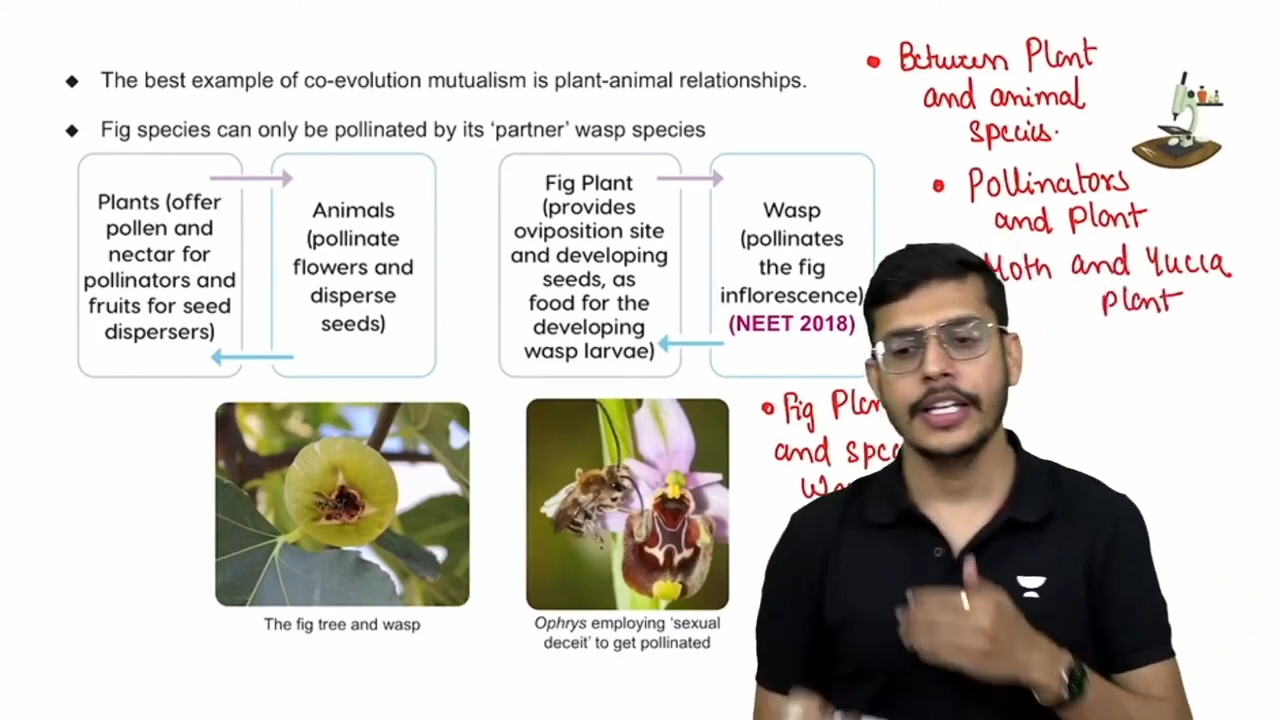 ◆ The best example of co-evolution mutualism is plant-animal relationships.
◆ Fig species can only be pollinated by its ‘partner’ wasp species
Plants (offer
pollen and
nectar for
pollinators and
fruits for seed
dispersers)
Animals
(pollinate
flowers and
disperse
seeds)
Fig Plant
(provides
oviposition site
and developing
seeds, as
food for the
developing
wasp larvae)
Wasp
(pollinates
the fig
inflorescence)
(NEET 2018)
The fig tree and wasp
Ophrys employing ‘sexual
deceit’ to get pollinated
• Between Plant
and animal
species.
• Pollinators
and Plant
Moth and Yucca
Plant
• Fig
and